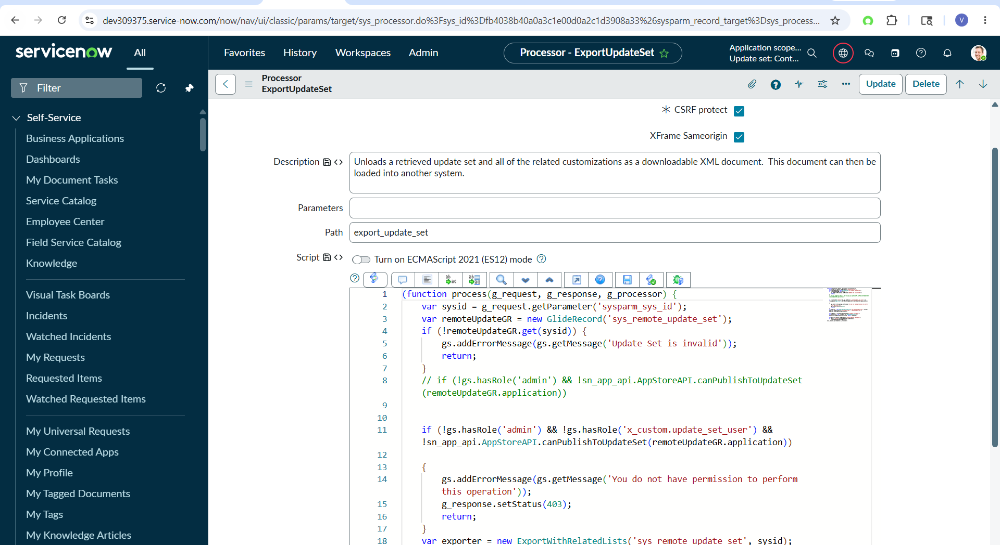 dev309375.service-now.com/now/nav/ui/classic/params/target/sys_processor.do%3Fsys_id%3Dfb4038b40a0a3c1e00d0a2c1d3908a33%26sysparm_record_target%3Dsys_process...
V
servicenow
All
Favorites
History
Workspaces
Admin
Processor - ExportUpdateSet
Application scope...
Update set: Cont...
Filter
Processor
ExportUpdateSet
Update
Delete
Self-Service
Business Applications
Dashboards
My Document Tasks
Service Catalog
Employee Center
Field Service Catalog
Knowledge
Visual Task Boards
Incidents
Watched Incidents
My Requests
Requested Items
Watched Requested Items
My Universal Requests
My Connected Apps
My Profile
My Tagged Documents
My Tags
My Knowledge Articles
CSRF protect
XFrame Sameorigin
Description
Unloads a retrieved update set and all of the related customizations as a downloadable XML document.  This document can then be
loaded into another system.
Parameters
Path
export_update_set
Script
Turn on ECMAScript 2021 (ES12) mode
1 (function process(g_request, g_response, g_processor) {
2 var sysid = g_request.getParameter('sysparm_sys_id');
3 var remoteUpdateGR = new GlideRecord('sys_remote_update_set');
4 if (!remoteUpdateGR.get(sysid)) {
5 gs.addErrorMessage(gs.getMessage('Update Set is invalid'));
6 return;
7 }
8 // if (!gs.hasRole('admin') && !sn_app_api.AppStoreAPI.canPublishToUpdateSet
(remoteUpdateGR.application))
9
10
11 if (!gs.hasRole('admin') && !gs.hasRole('x_custom.update_set_user') &&
!sn_app_api.AppStoreAPI.canPublishToUpdateSet(remoteUpdateGR.application))
12
13 {
14 gs.addErrorMessage(gs.getMessage('You do not have permission to perform
this operation'));
15 g_response.setStatus(403);
16 return;
17 }
18 var exporter = new ExportWithRelatedLists('sys_remote_update_set', sysid);